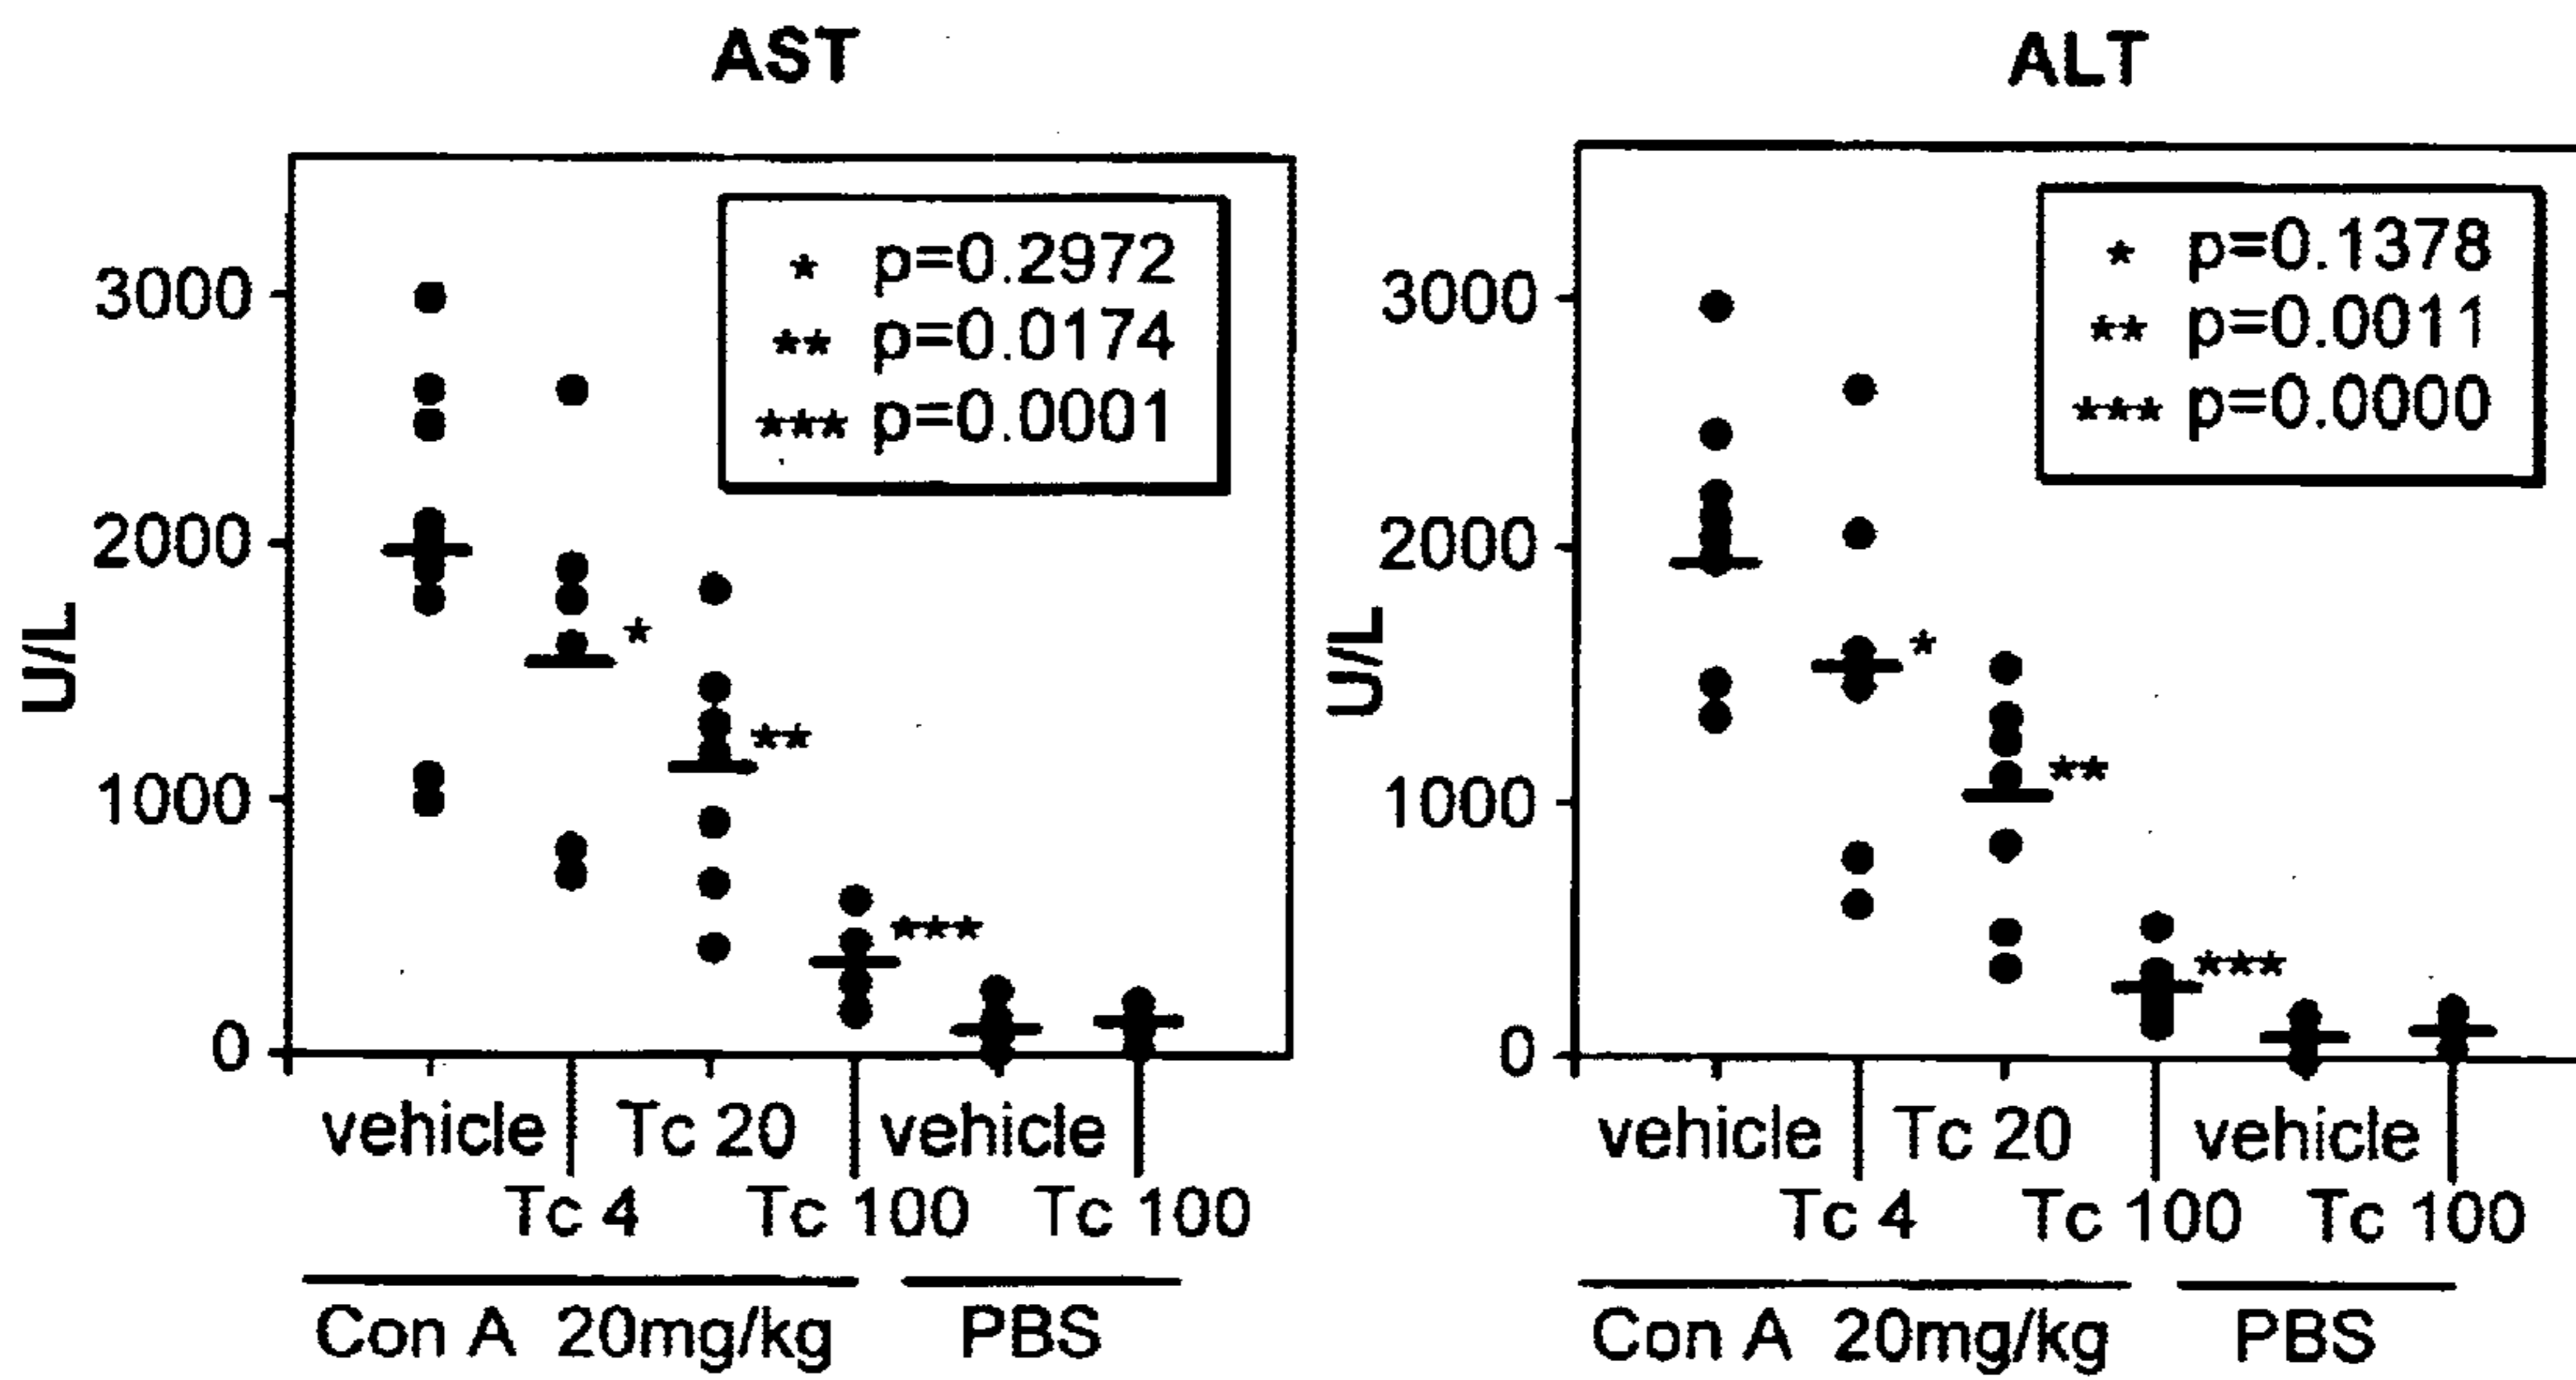 AST
* p=0.2972
** p=0.0174
*** p=0.0001
3000
2000
1000
0
U/L
*
**
***
vehicle Tc 20 vehicle
Tc 4 Tc 100 Tc 100
Con A 20mg/kg PBS
ALT
* p=0.1378
** p=0.0011
*** p=0.0000
3000
2000
1000
0
U/L
*
**
***
vehicle Tc 20 vehicle
Tc 4 Tc 100 Tc 100
Con A 20mg/kg PBS